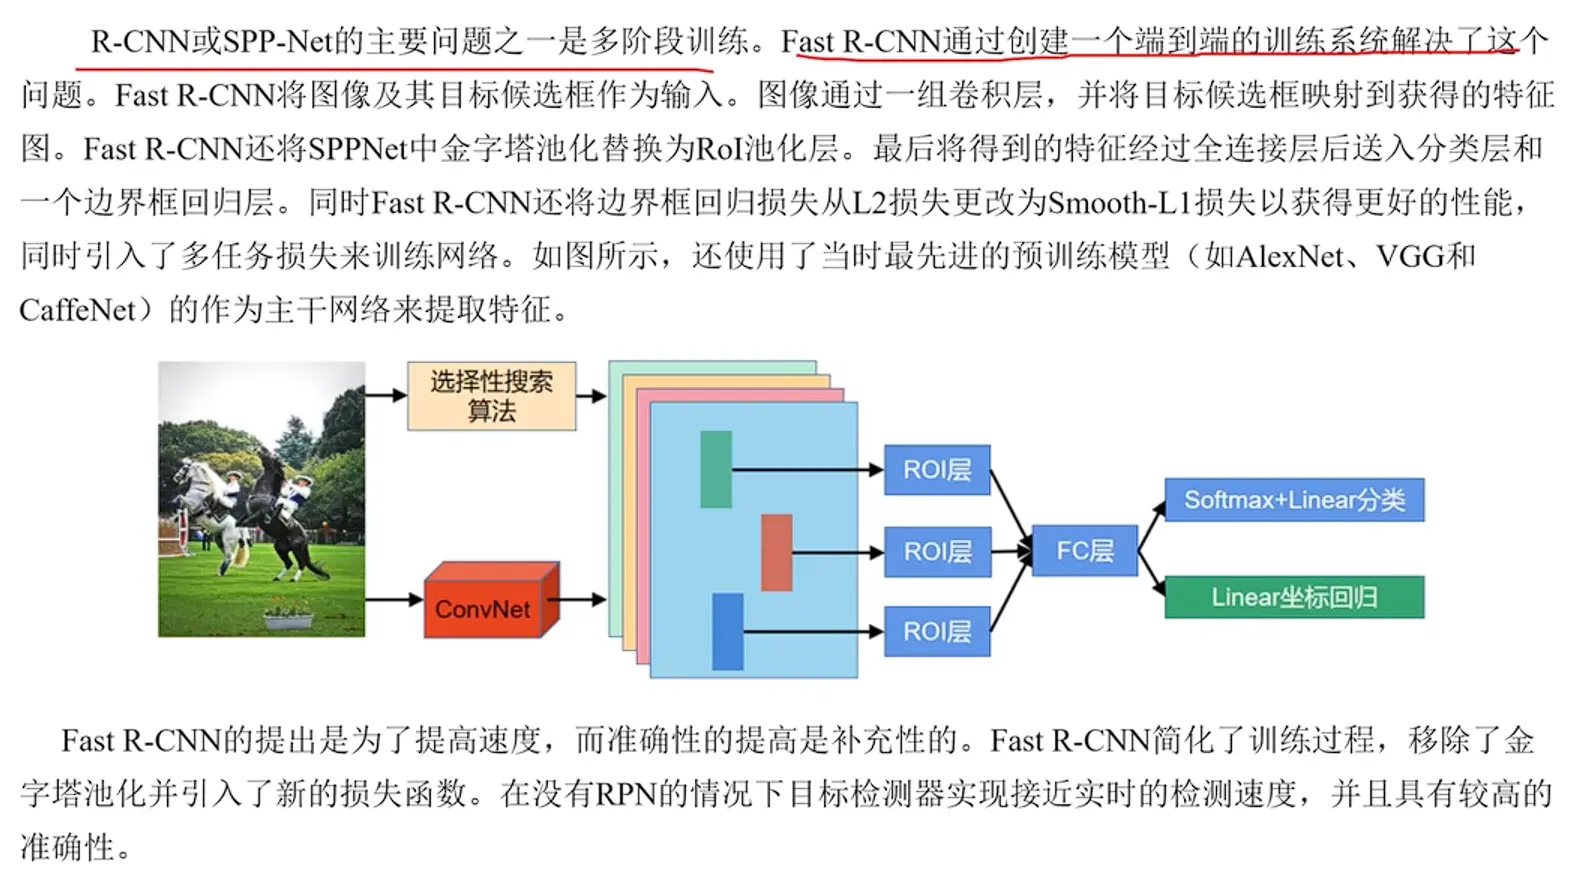 R-CNN或SPP-Net的主要问题之一是多阶段训练。Fast R-CNN通过创建一个端到端的训练系统解决了这个
问题。Fast R-CNN将图像及其目标候选框作为输入。图像通过一组卷积层，并将目标候选框映射到获得的特征
图。Fast R-CNN还将SPPNet中金字塔池化替换为RoI池化层。最后将得到的特征经过全连接层后送入分类层和
一个边界框回归层。同时Fast R-CNN还将边界框回归损失从L2损失更改为Smooth-L1损失以获得更好的性能，
同时引入了多任务损失来训练网络。如图所示，还使用了当时最先进的预训练模型（如AlexNet、VGG和
CaffeNet）的作为主干网络来提取特征。
选择性搜索
算法
ConvNet
ROI层
ROI层
ROI层
FC层
Softmax+Linear分类
Linear坐标回归
Fast R-CNN的提出是为了提高速度，而准确性的提高是补充性的。Fast R-CNN简化了训练过程，移除了金
字塔池化并引入了新的损失函数。在没有RPN的情况下目标检测器实现接近实时的检测速度，并且具有较高的
准确性。